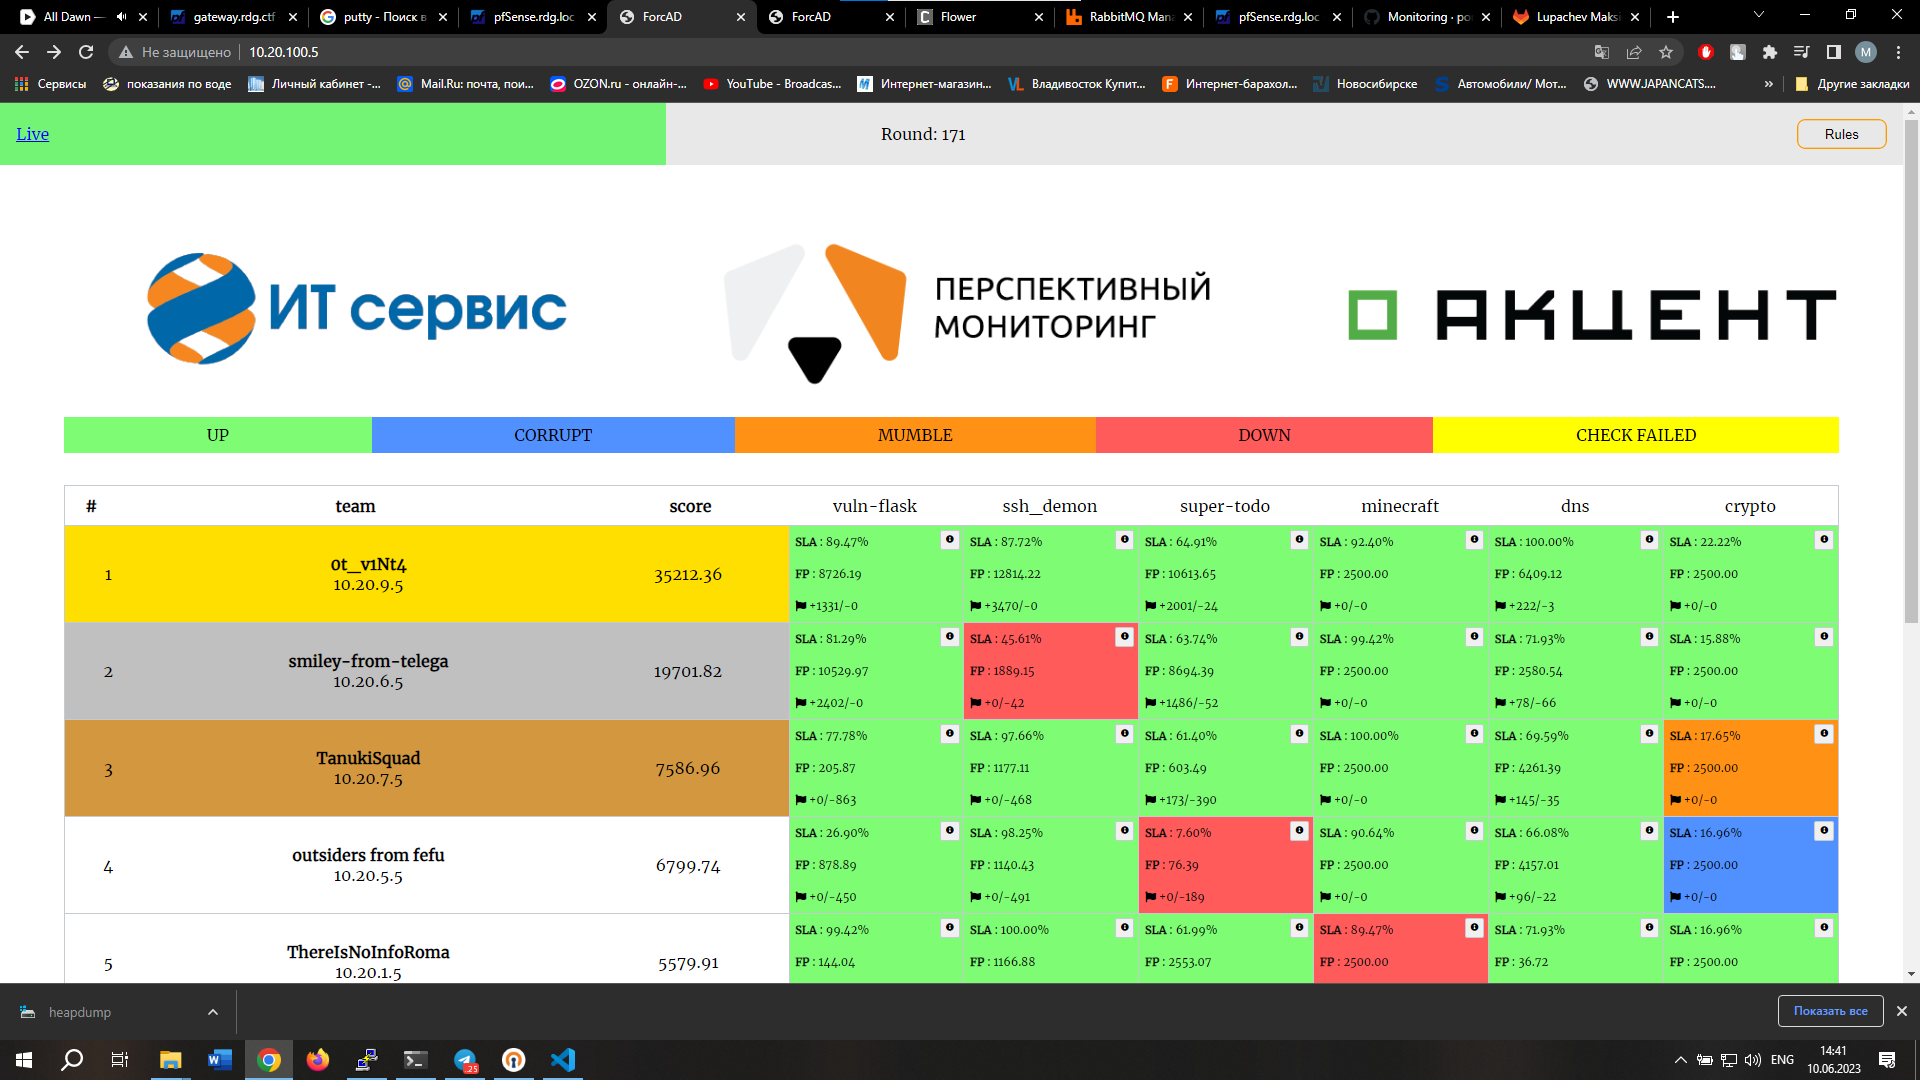 All Dawn —
gateway.rdg.ctf
putty - Поиск в
pfSense.rdg.loc
ForcAD
ForcAD
Flower
RabbitMQ Mana
pfSense.rdg.loc
Monitoring · po
Lupachev Maksi
Не защищено
10.20.100.5
M
Сервисы
показания по воде
Личный кабинет -...
Mail.Ru: почта, пои...
OZON.ru - онлайн-...
YouTube - Broadcas...
Интернет-магазин...
Владивосток Купит...
Интернет-барахол...
Новосибирске
Автомобили/ Мот...
WWW.JAPANCATS....
»
Другие закладки
Live
Round: 171
Rules
ИТ сервис
ПЕРСПЕКТИВНЫЙ
МОНИТОРИНГ
АКЦЕНТ
UP
CORRUPT
MUMBLE
DOWN
CHECK FAILED
# team score vuln-flask ssh_demon super-todo minecraft dns crypto
1
0t_v1Nt4
10.20.9.5
35212.36
SLA : 89.47% SLA : 87.72% SLA : 64.91% SLA : 92.40% SLA : 100.00% SLA : 22.22%
FP : 8726.19 FP : 12814.22 FP : 10613.65 FP : 2500.00 FP : 6409.12 FP : 2500.00
+1331/-0 +3470/-0 +2001/-24 +0/-0 +222/-3 +0/-0
2
smiley-from-telega
10.20.6.5
19701.82
SLA : 81.29% SLA : 45.61% SLA : 63.74% SLA : 99.42% SLA : 71.93% SLA : 15.88%
FP : 10529.97 FP : 1889.15 FP : 8694.39 FP : 2500.00 FP : 2580.54 FP : 2500.00
+2402/-0 +0/-42 +1486/-52 +0/-0 +78/-66 +0/-0
3
TanukiSquad
10.20.7.5
7586.96
SLA : 77.78% SLA : 97.66% SLA : 61.40% SLA : 100.00% SLA : 69.59% SLA : 17.65%
FP : 205.87 FP : 1177.11 FP : 603.49 FP : 2500.00 FP : 4261.39 FP : 2500.00
+0/-863 +0/-468 +173/-390 +0/-0 +145/-35 +0/-0
4
outsiders from fefu
10.20.5.5
6799.74
SLA : 26.90% SLA : 98.25% SLA : 7.60% SLA : 90.64% SLA : 66.08% SLA : 16.96%
FP : 878.89 FP : 1140.43 FP : 76.39 FP : 2500.00 FP : 4157.01 FP : 2500.00
+0/-450 +0/-491 +0/-189 +0/-0 +96/-22 +0/-0
5
ThereIsNoInfoRoma
10.20.1.5
5579.91
SLA : 99.42% SLA : 100.00% SLA : 61.99% SLA : 89.47% SLA : 71.93% SLA : 16.96%
FP : 144.04 FP : 1166.88 FP : 2553.07 FP : 2500.00 FP : 36.72 FP : 2500.00
heapdump
Показать все
25
ENG
14:41
10.06.2023